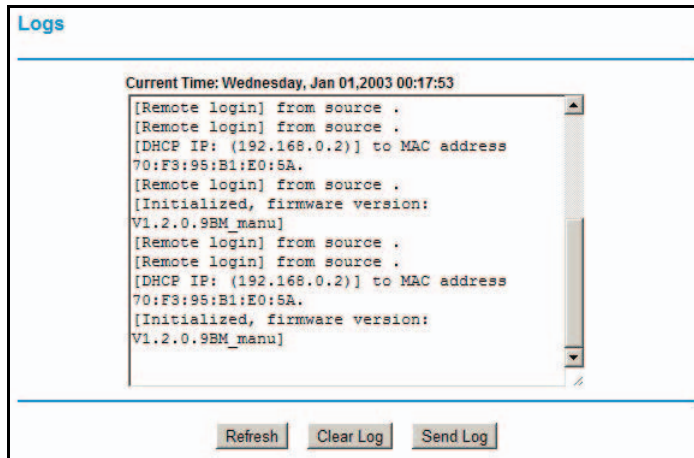 Logs
Current Time: Wednesday, Jan 01,2003 00:17:53
[Remote login] from source .
[Remote login] from source .
[DHCP IP: (192.168.0.2)] to MAC address
70:F3:95:B1:E0:5A.
[Remote login] from source .
[Initialized, firmware version:
V1.2.0.9BM_manu]
[Remote login] from source .
[Remote login] from source .
[DHCP IP: (192.168.0.2)] to MAC address
70:F3:95:B1:E0:5A.
[Initialized, firmware version:
V1.2.0.9BM_manu]
Refresh Clear Log Send Log